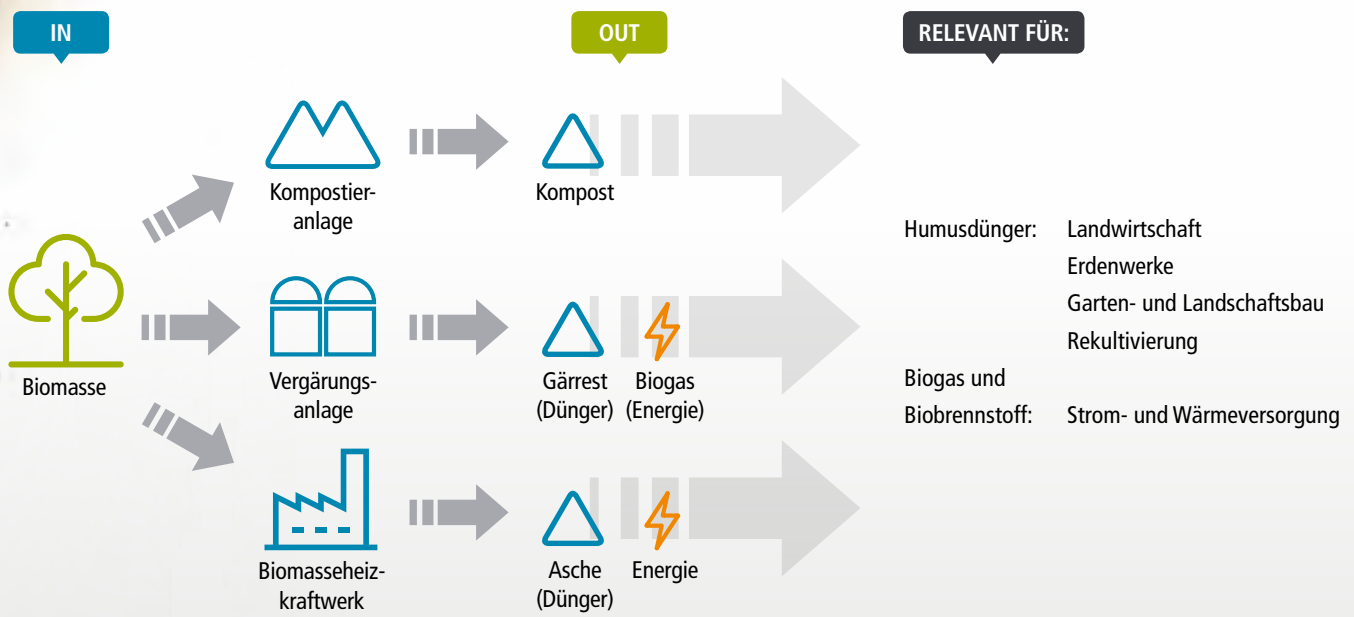 IN
OUT
RELEVANT FÜR:
Kompostier-
anlage
Kompost
Biomasse
Vergärungs-
anlage
Gärrest
(Dünger)
Biogas
(Energie)
Biomasseheiz-
kraftwerk
Asche
(Dünger)
Energie
Humusdünger: Landwirtschaft
Erdenwerke
Garten- und Landschaftsbau
Rekultivierung
Biogas und
Biobrennstoff: Strom- und Wärmeversorgung